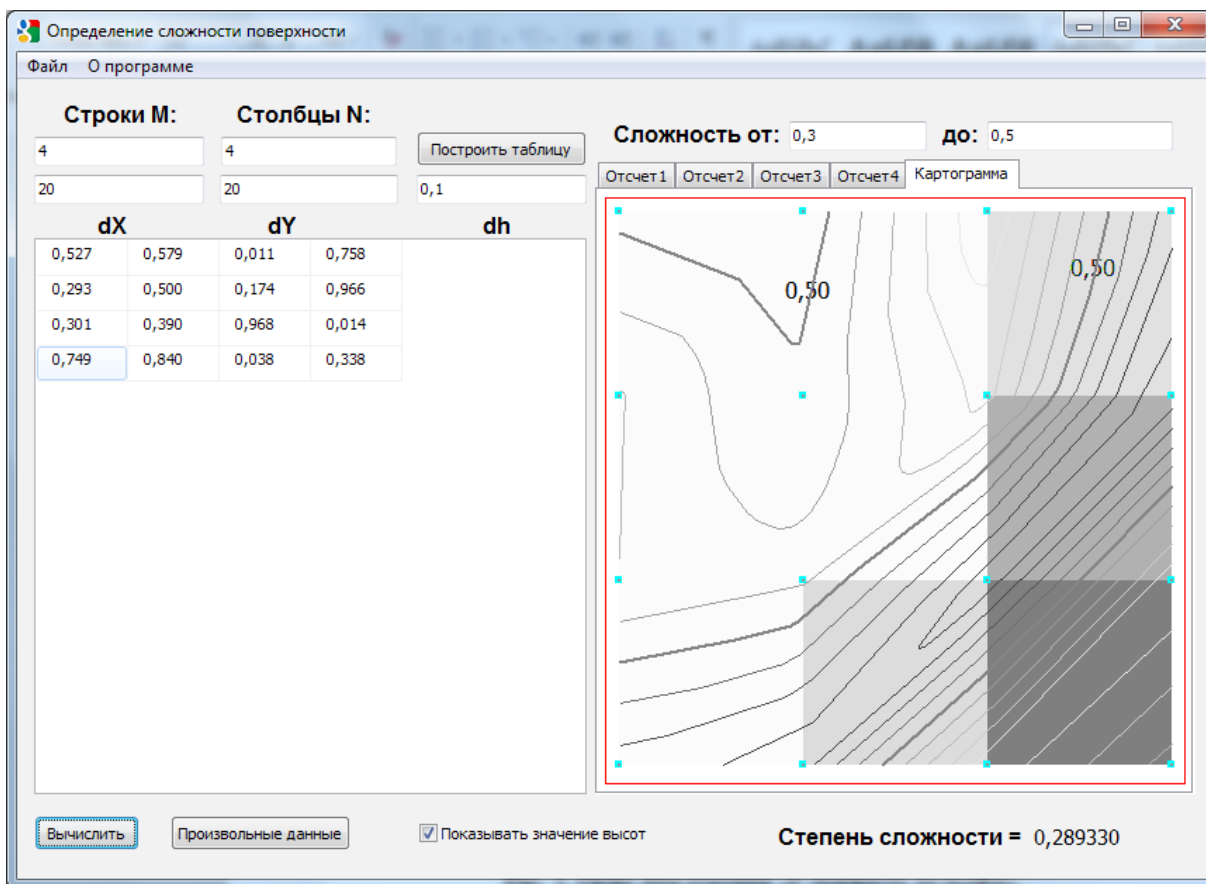 Определение сложности поверхности
Файл О программе
Строки M: Столбцы N:
4 4 Построить таблицу
20 20 0,1
dX dY dh
0,527 0,579 0,011 0,758
0,293 0,500 0,174 0,966
0,301 0,390 0,968 0,014
0,749 0,840 0,038 0,338
Сложность от: 0,3 до: 0,5
Отсчет1 Отсчет2 Отсчет3 Отсчет4 Картограмма
0,50
0,50
Вычислить Произвольные данные Показывать значение высот
Степень сложности = 0,289330